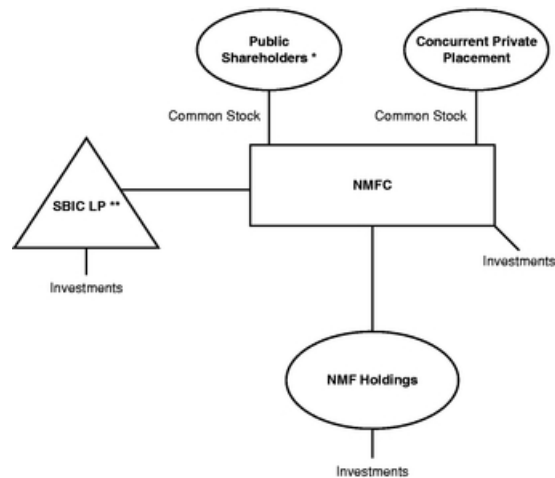 Public
Shareholders *
Concurrent Private
Placement
Common Stock
Common Stock
NMFC
SBIC LP **
Investments
Investments
NMF Holdings
Investments